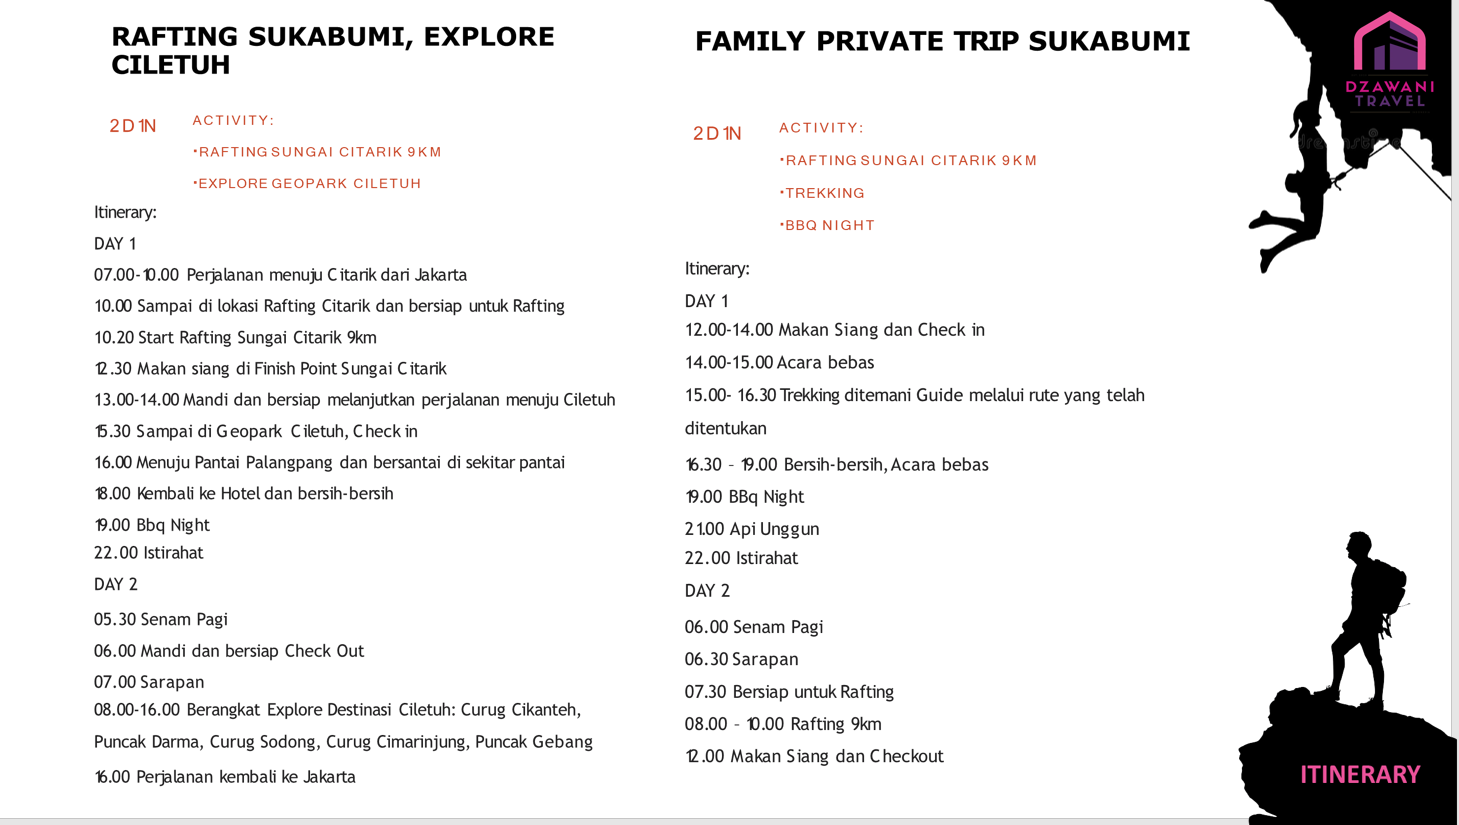 RAFTING SUKABUMI, EXPLORE
CILETUH
2D1N
ACTIVITY:
•RAFTING SUNGAI CITARIK 9KM
•EXPLORE GEOPARK CILETUH
Itinerary:
DAY 1
07.00-10.00 Perjalanan menuju Citarik dari Jakarta
10.00 Sampai di lokasi Rafting Citarik dan bersiap untuk Rafting
10.20 Start Rafting Sungai Citarik 9km
12.30 Makan siang di Finish Point Sungai Citarik
13.00-14.00 Mandi dan bersiap melanjutkan perjalanan menuju Ciletuh
15.30 Sampai di Geopark Ciletuh, Check in
16.00 Menuju Pantai Palangpang dan bersantai di sekitar pantai
18.00 Kembali ke Hotel dan bersih-bersih
19.00 Bbq Night
22.00 Istirahat
DAY 2
05.30 Senam Pagi
06.00 Mandi dan bersiap Check Out
07.00 Sarapan
08.00-16.00 Berangkat Explore Destinasi Ciletuh: Curug Cikanteh,
Puncak Darma, Curug Sodong, Curug Cimarinjung, Puncak Gebang
16.00 Perjalanan kembali ke Jakarta
FAMILY PRIVATE TRIP SUKABUMI
2D1N
ACTIVITY:
•RAFTING SUNGAI CITARIK 9KM
•TREKKING
•BBQ NIGHT
Itinerary:
DAY 1
12.00-14.00 Makan Siang dan Check in
14.00-15.00 Acara bebas
15.00- 16.30 Trekking ditemani Guide melalui rute yang telah
ditentukan
16.30 - 19.00 Bersih-bersih, Acara bebas
19.00 BBq Night
21.00 Api Unggun
22.00 Istirahat
DAY 2
06.00 Senam Pagi
06.30 Sarapan
07.30 Bersiap untuk Rafting
08.00 - 10.00 Rafting 9km
12.00 Makan Siang dan Checkout
DZAWANI
TRAVEL
ITINERARY